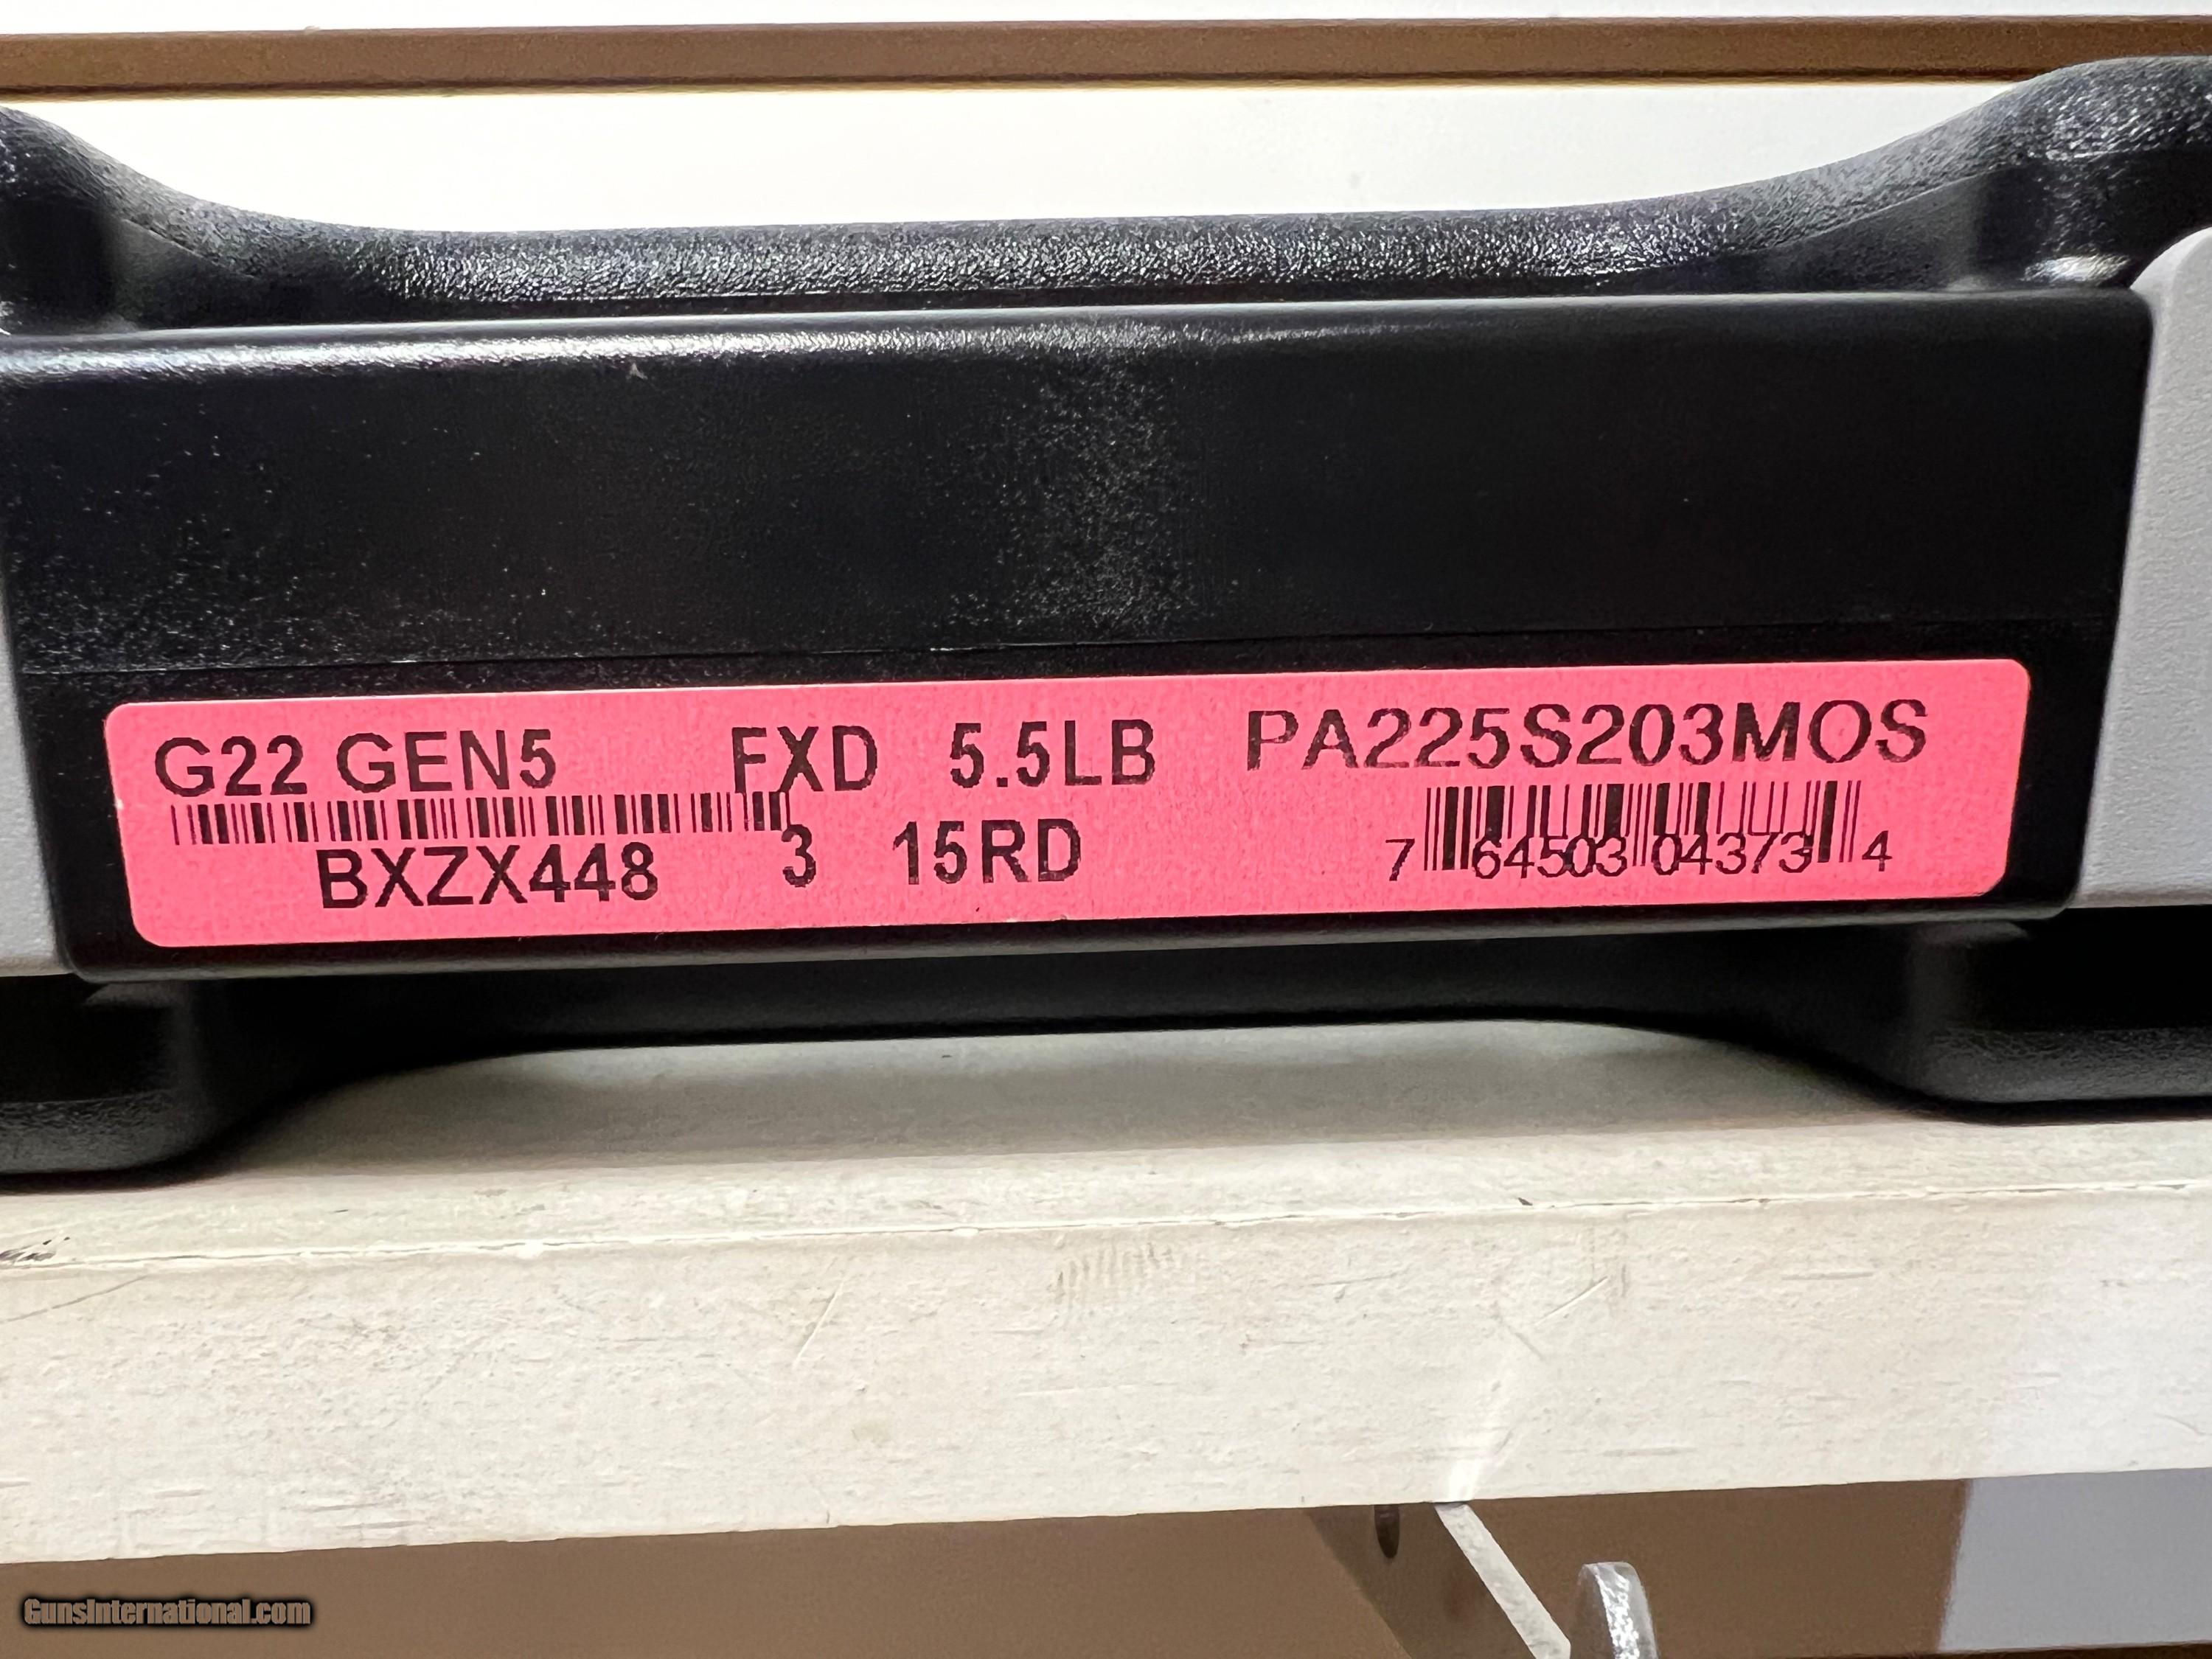 G22 GEN5 FXD 5.5LB PA225S203MOS
BXZX448 3 15RD 7 64503 04373 4
GunsInternational.com